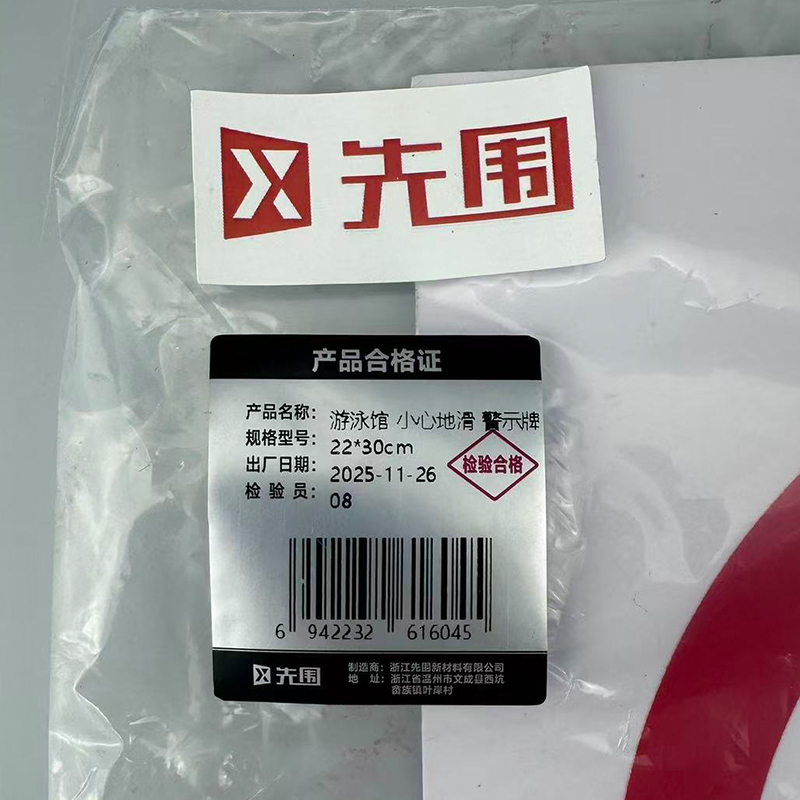 先围
产品合格证
产品名称： 游泳馆 小心地滑 警示牌
规格型号： 22*30cm
出厂日期： 2025-11-26
检验员： 08
检验合格
6 942232 616045
先围
制造商：浙江先围新材料有限公司
地 址：浙江省温州市文成县西坑
畲族镇叶岸村